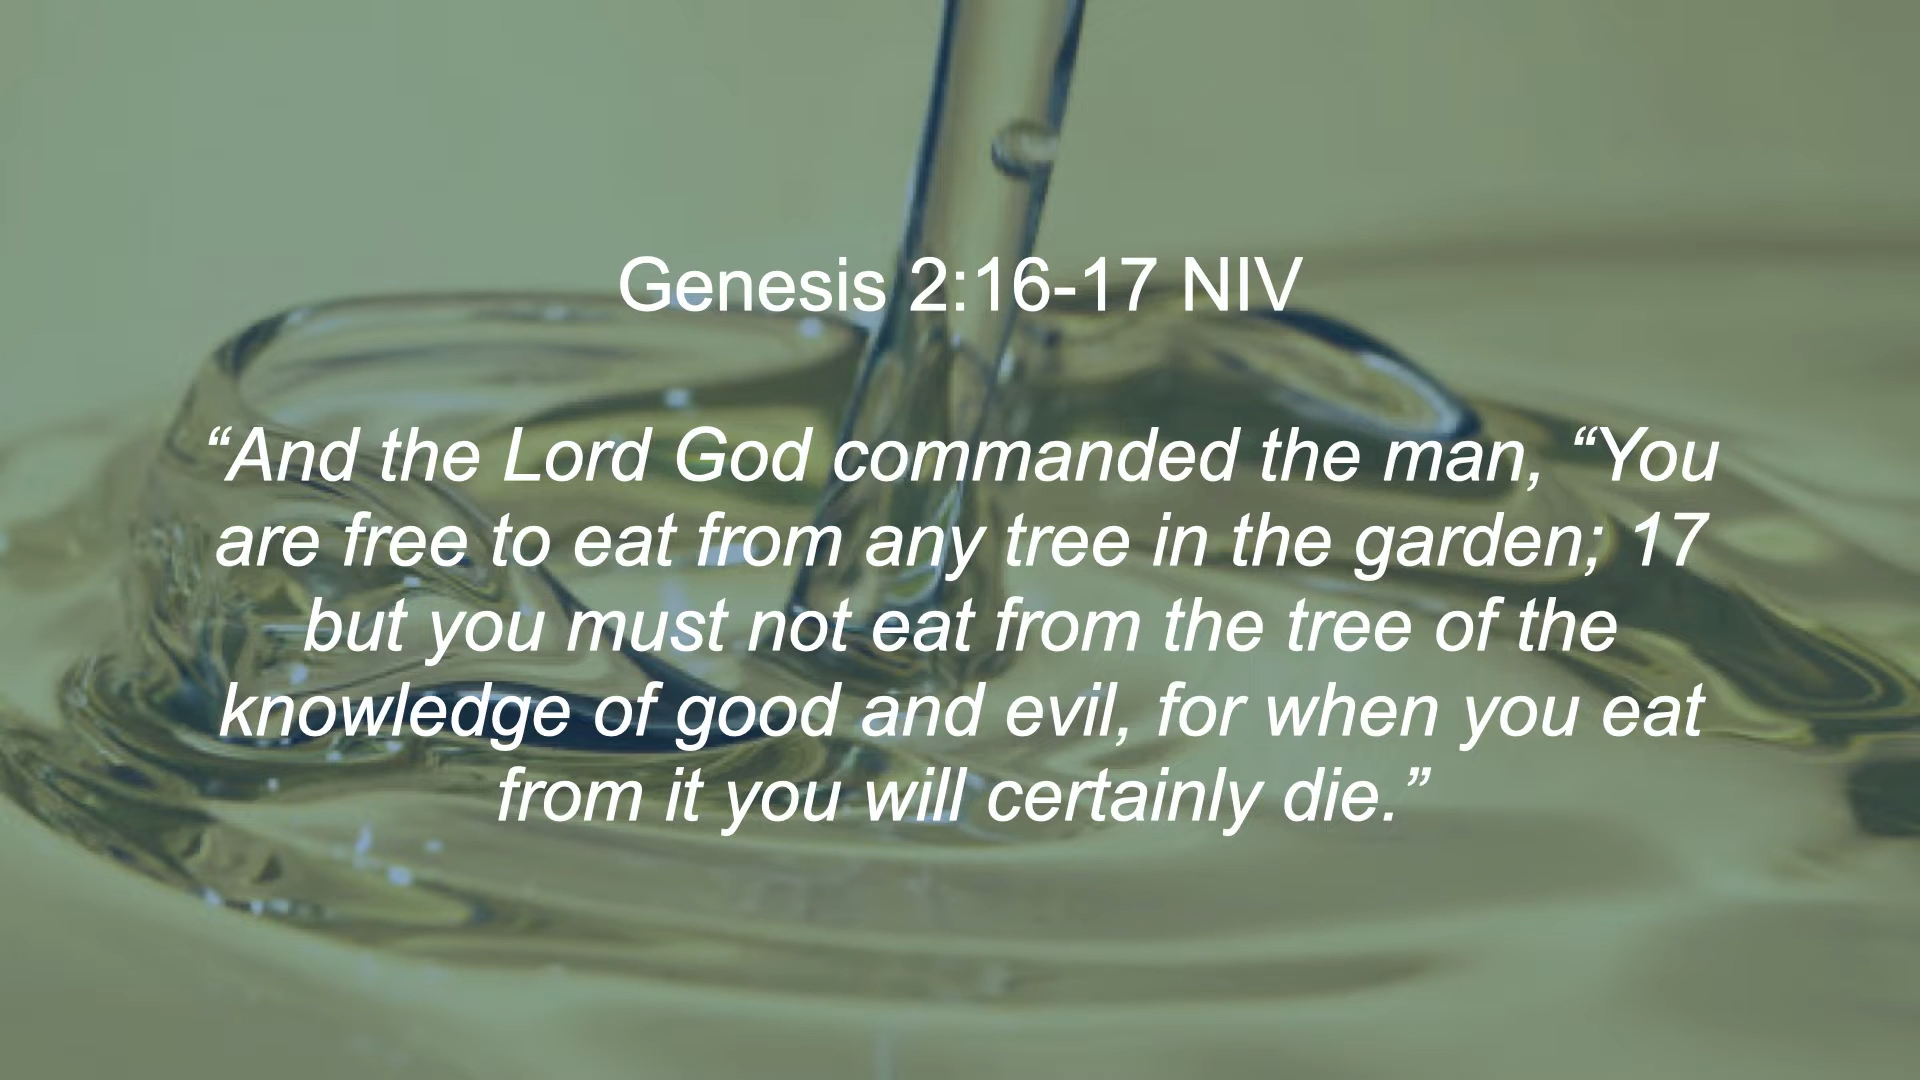 Genesis 2:16-17 NIV
“And the Lord God commanded the man, “You
are free to eat from any tree in the garden; 17
but you must not eat from the tree of the
knowledge of good and evil, for when you eat
from it you will certainly die.”